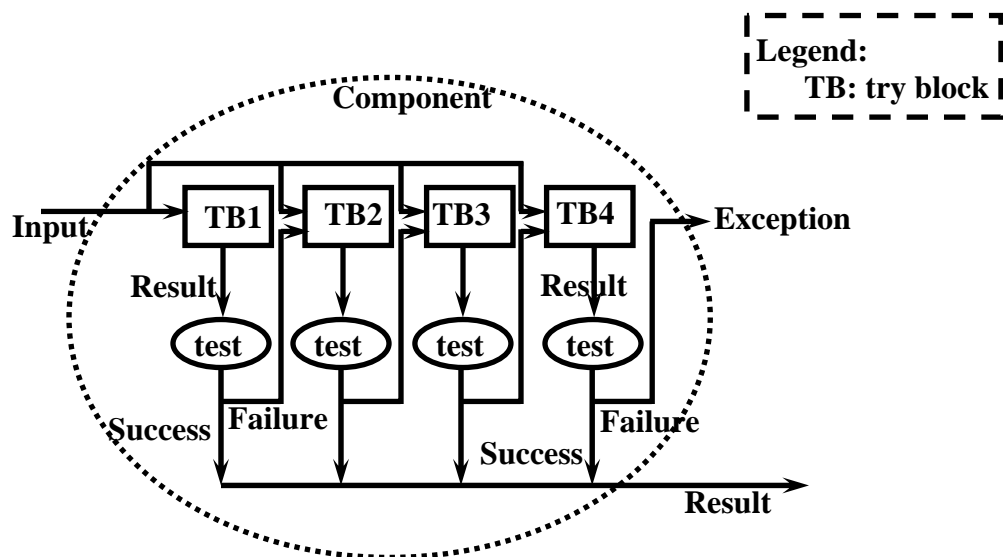 Legend:
TB: try block
Component
Input
TB1
TB2
TB3
TB4
Exception
Result
Result
test
test
test
test
Success
Failure
Failure
Success
Result